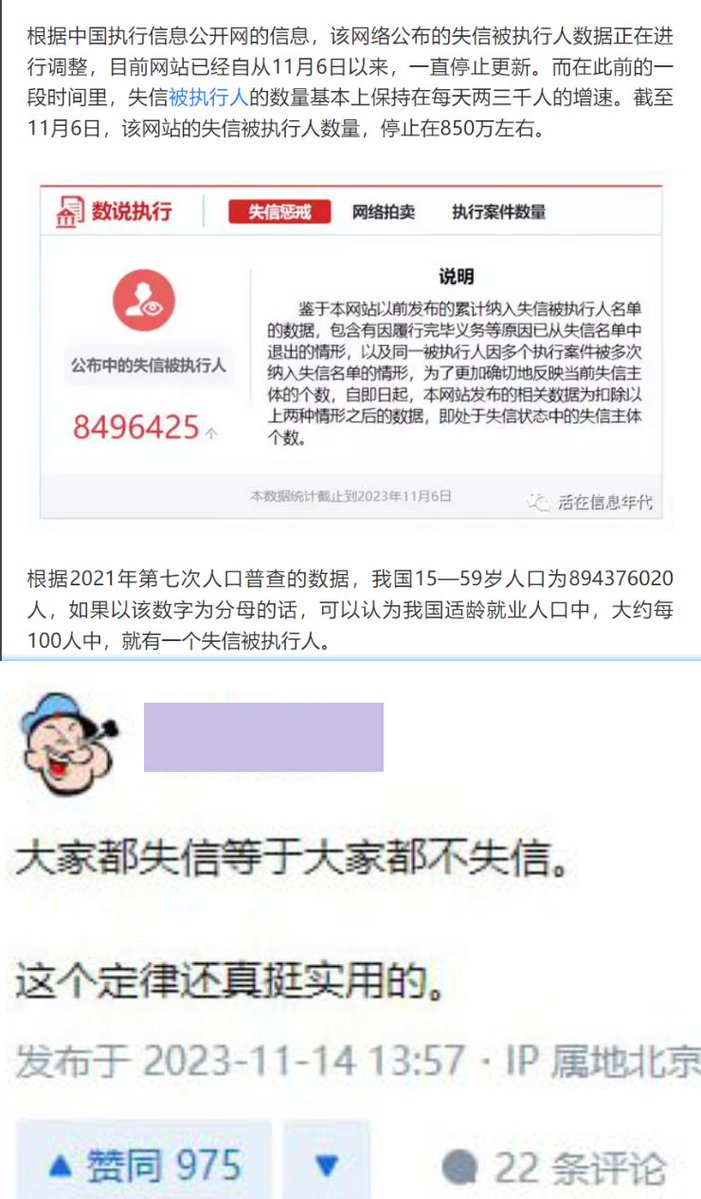 根据中国执行信息公开网的信息，该网络公布的失信被执行人数据正在进
行调整，目前网站已经自从11月6日以来，一直停止更新。而在此前的一
段时间里，失信被执行人的数量基本上保持在每天两三千人的增速。截至
11月6日，该网站的失信被执行人数量，停止在850万左右。
数说执行 失信惩戒 网络拍卖 执行案件数量
公布中的失信被执行人
8496425个
说明
鉴于本网站以前发布的累计纳入失信被执行人名单
的数据，包含有因履行完毕义务等原因已从失信名单中
退出的情形，以及同一被执行人因多个执行案件被多次
纳入失信名单的情形，为了更加确切地反映当前失信主
体的个数，自即日起，本网站发布的相关数据为扣除以
上两种情形之后的数据，即处于失信状态中的失信主体
个数。
本数据统计截止到2023年11月6日
活在信息年代
根据2021年第七次人口普查的数据，我国15—59岁人口为894376020
人，如果以该数字为分母的话，可以认为我国适龄就业人口中，大约每
100人中，就有一个失信被执行人。
大家都失信等于大家都不失信。
这个定律还真挺实用的。
发布于 2023-11-14 13:57 · IP 属地北京
赞同 975
22 条评论